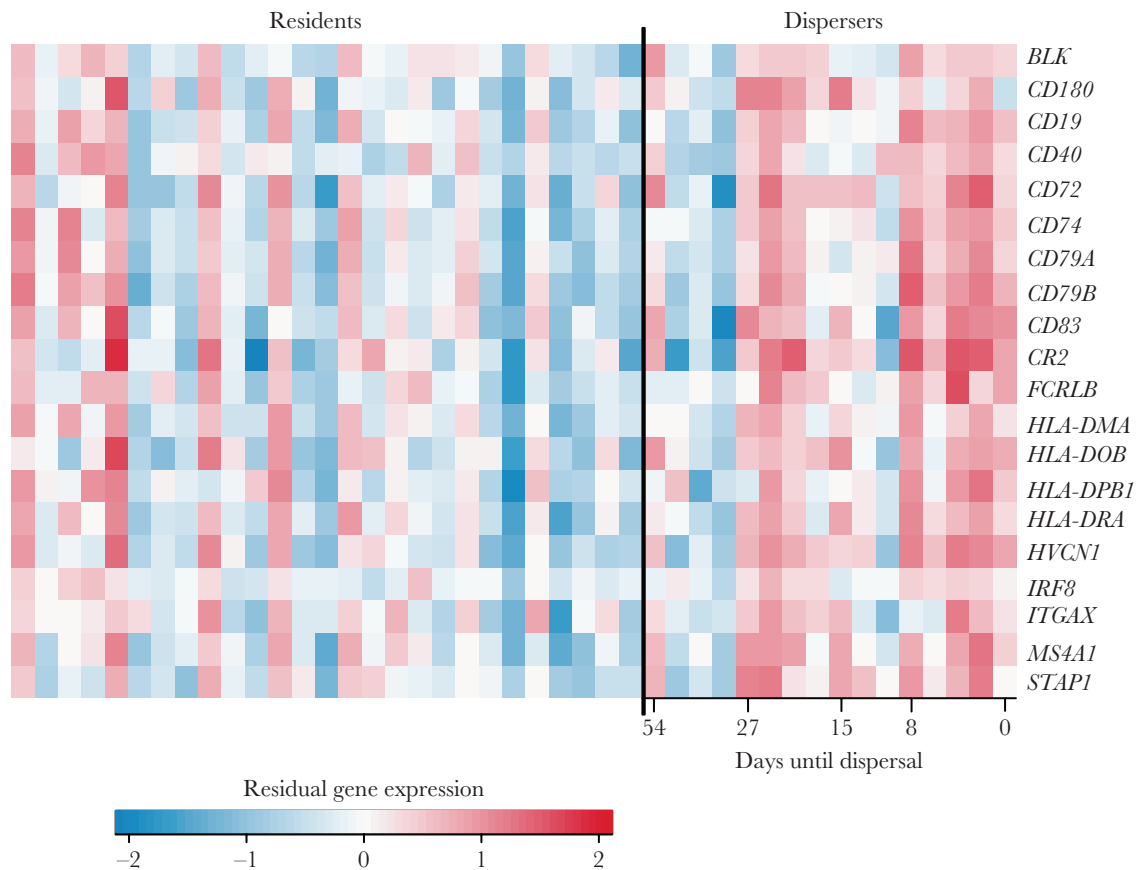 Residents Dispersers
BLK
CD180
CD19
CD40
CD72
CD74
CD79A
CD79B
CD83
CR2
FCRLB
HLA-DMA
HLA-DOB
HLA-DPB1
HLA-DRA
HVCN1
IRF8
ITGAX
MS4A1
STAP1
54 27 15 8 0
Days until dispersal
Residual gene expression
–2 –1 0 1 2